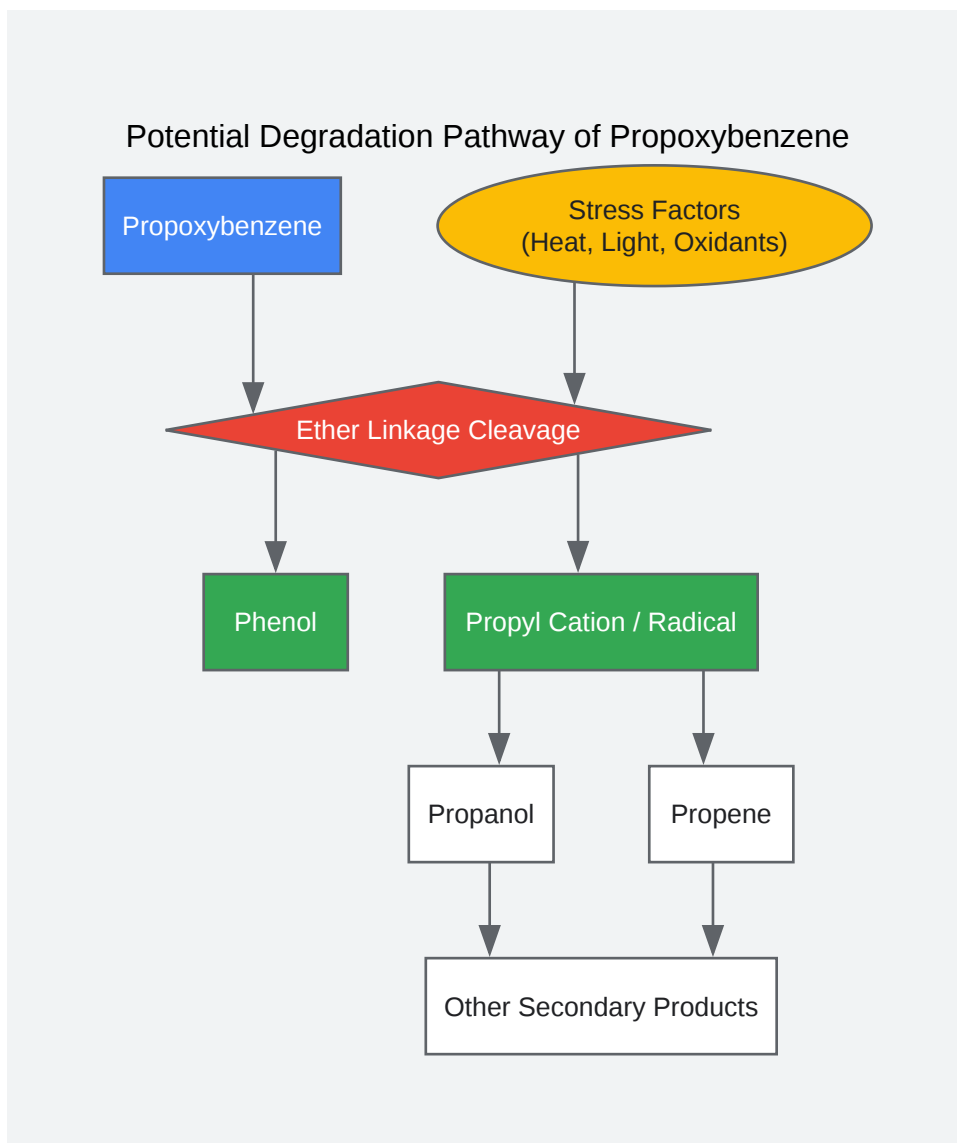 Potential Degradation Pathway of Propoxybenzene
Propoxybenzene
Stress Factors
(Heat, Light, Oxidants)
Ether Linkage Cleavage
Phenol
Propyl Cation / Radical
Propanol
Propene
Other Secondary Products